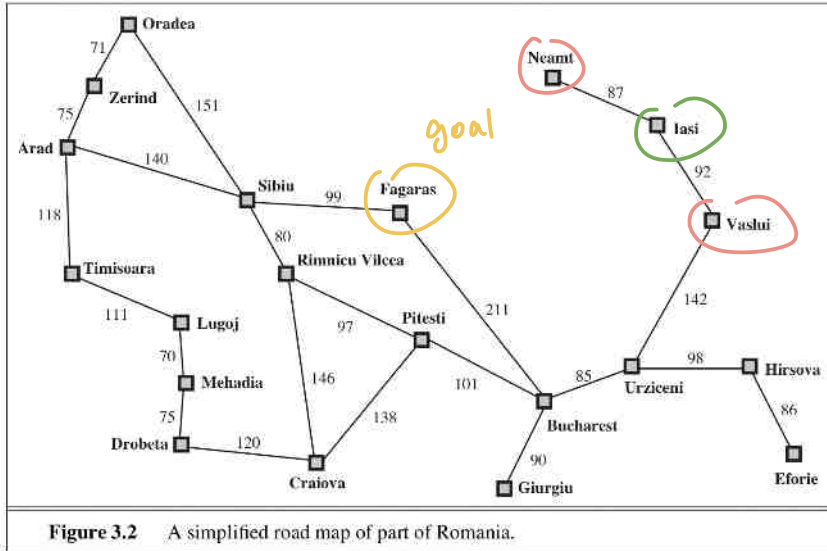 Oradea
71
Neamt
Zerind
87
151
75
goal
Iasi
Arad
140
92
Sibiu
99
Fagaras
118
Vaslui
80
Timisoara
Rimnicu Vilcea
142
111
211
Lugoj
97
Pitesti
70
98
Hirsova
146
85
Mehadia
101
Urziceni
138
86
75
Bucharest
Drobeta
120
90
Eforie
Craiova
Giurgiu
Figure 3.2 A simplified road map of part of Romania.